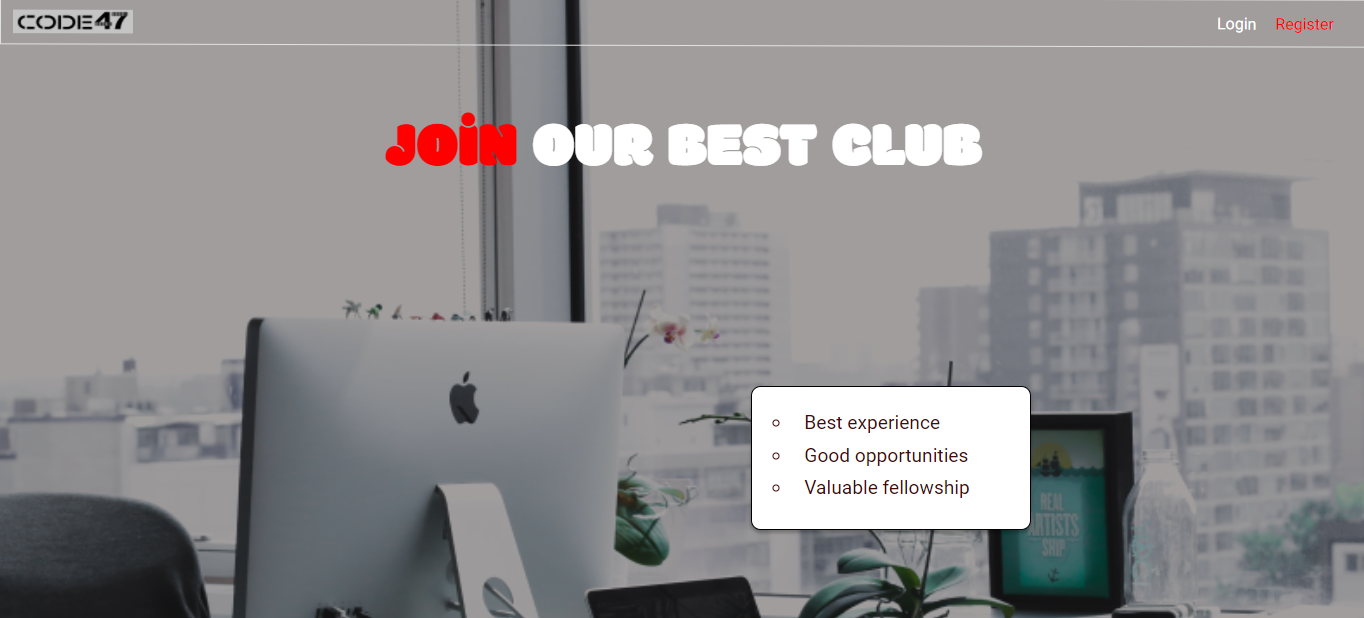 CODE47
Login Register
JOIN OUR BEST CLUB
Best experience
Good opportunities
Valuable fellowship
REAL
ARTISTS
SHIP